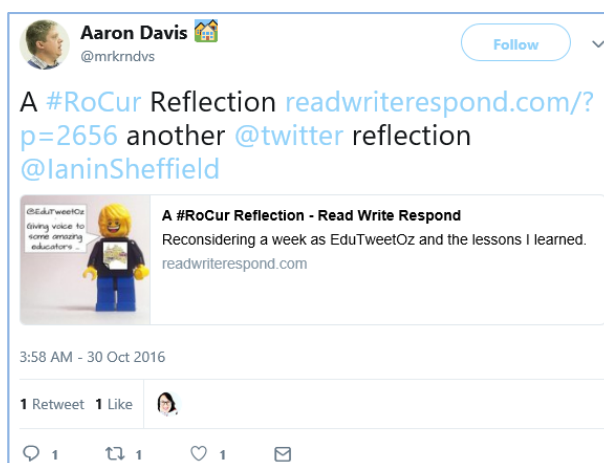 Aaron Davis
@mrkrndvs
Follow
A #RoCur Reflection readwriterespond.com/?
p=2656 another @twitter reflection
@IaninSheffield
@EduTweetOz
Giving voice to
some amazing
educators ...
A #RoCur Reflection - Read Write Respond
Reconsidering a week as EduTweetOz and the lessons I learned.
readwriterespond.com
3:58 AM - 30 Oct 2016
1 Retweet 1 Like
1 1 1